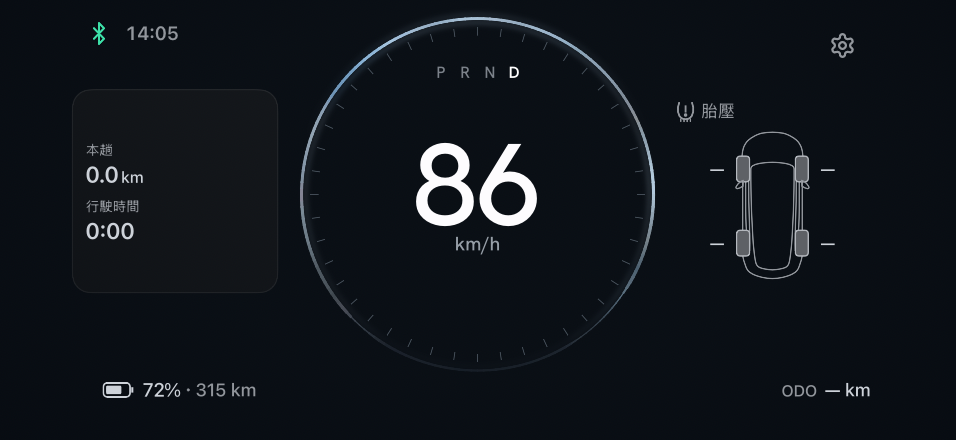 14:05
P R N D
胎壓
本趟
0.0 km
行駛時間
0:00
86
km/h
— —
— —
72% · 315 km
ODO — km